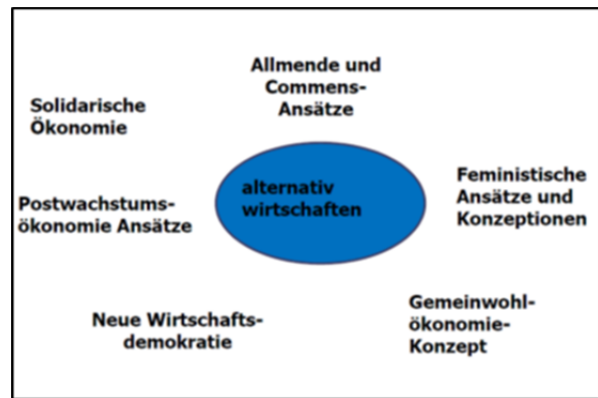 Allmende und
Commens-
Ansätze
Solidarische
Ökonomie
Feministische
Ansätze und
Konzeptionen
alternativ
wirtschaften
Postwachstums-
ökonomie Ansätze
Gemeinwohl-
ökonomie-
Konzept
Neue Wirtschafts-
demokratie